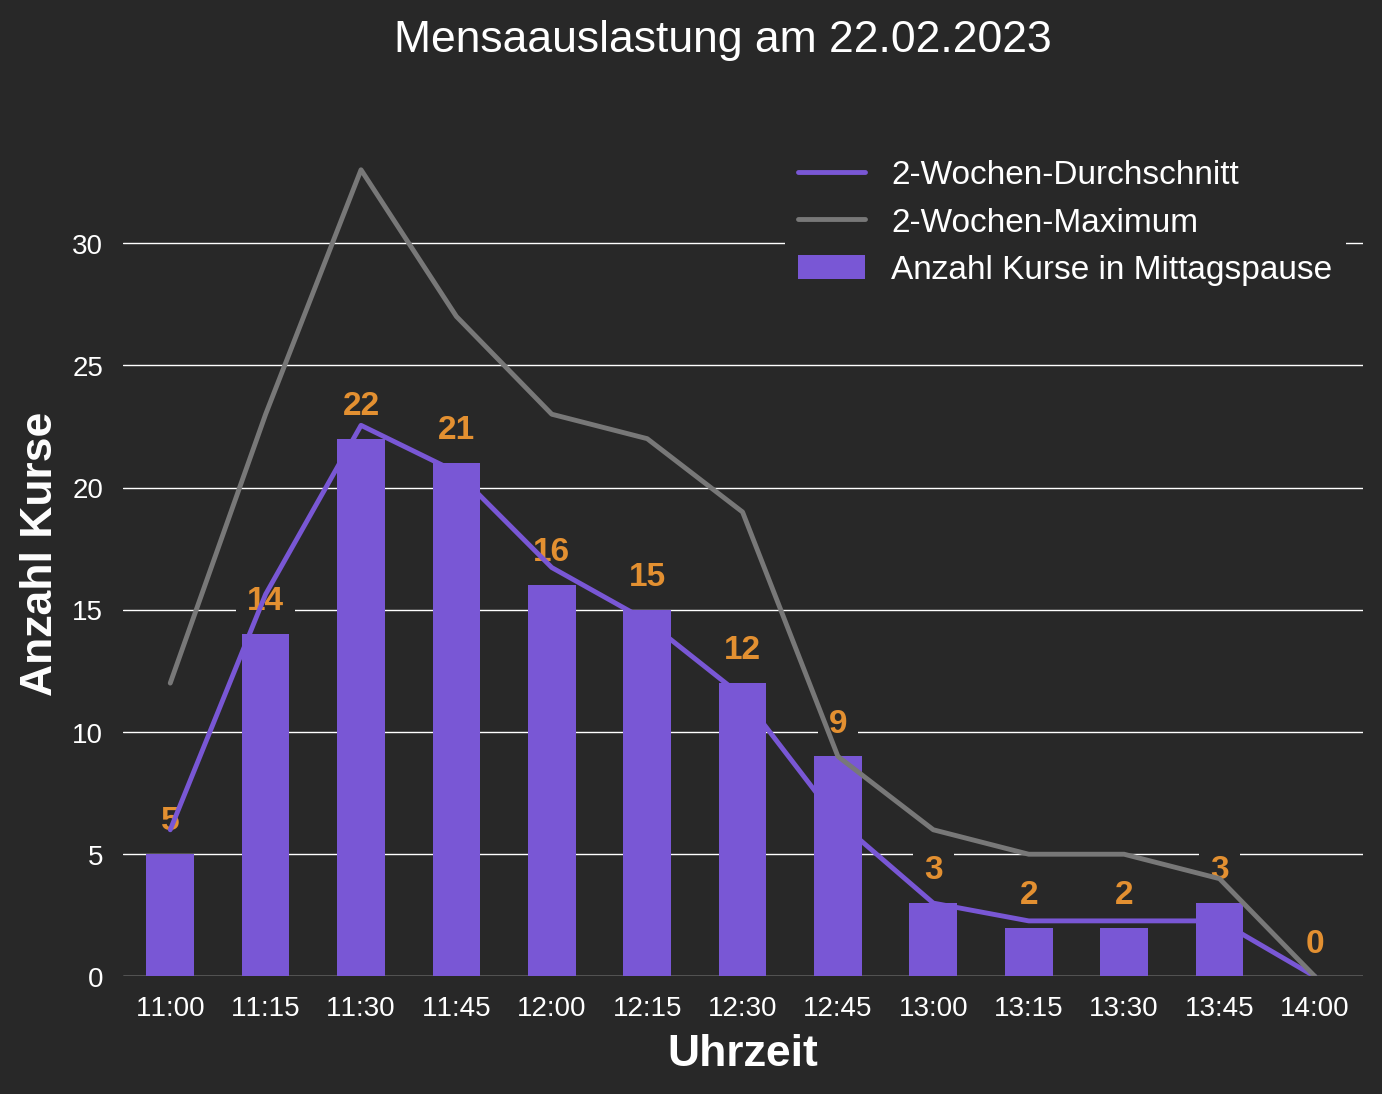 Mensaauslastung am 22.02.2023
2-Wochen-Durchschnitt
2-Wochen-Maximum
Anzahl Kurse in Mittagspause
Anzahl Kurse
30
25
20
15
10
5
0
5
14
22
21
16
15
12
9
3
2
2
3
0
11:00 11:15 11:30 11:45 12:00 12:15 12:30 12:45 13:00 13:15 13:30 13:45 14:00
Uhrzeit